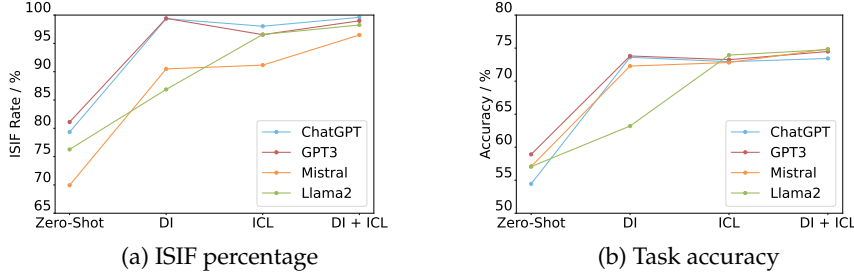 100
95
90
85
80
75
70
65
ISIF Rate / %
ChatGPT
GPT3
Mistral
Llama2
Zero-Shot DI ICL DI + ICL
(a) ISIF percentage
80
75
70
65
60
55
50
Accuracy / %
ChatGPT
GPT3
Mistral
Llama2
Zero-Shot DI ICL DI + ICL
(b) Task accuracy